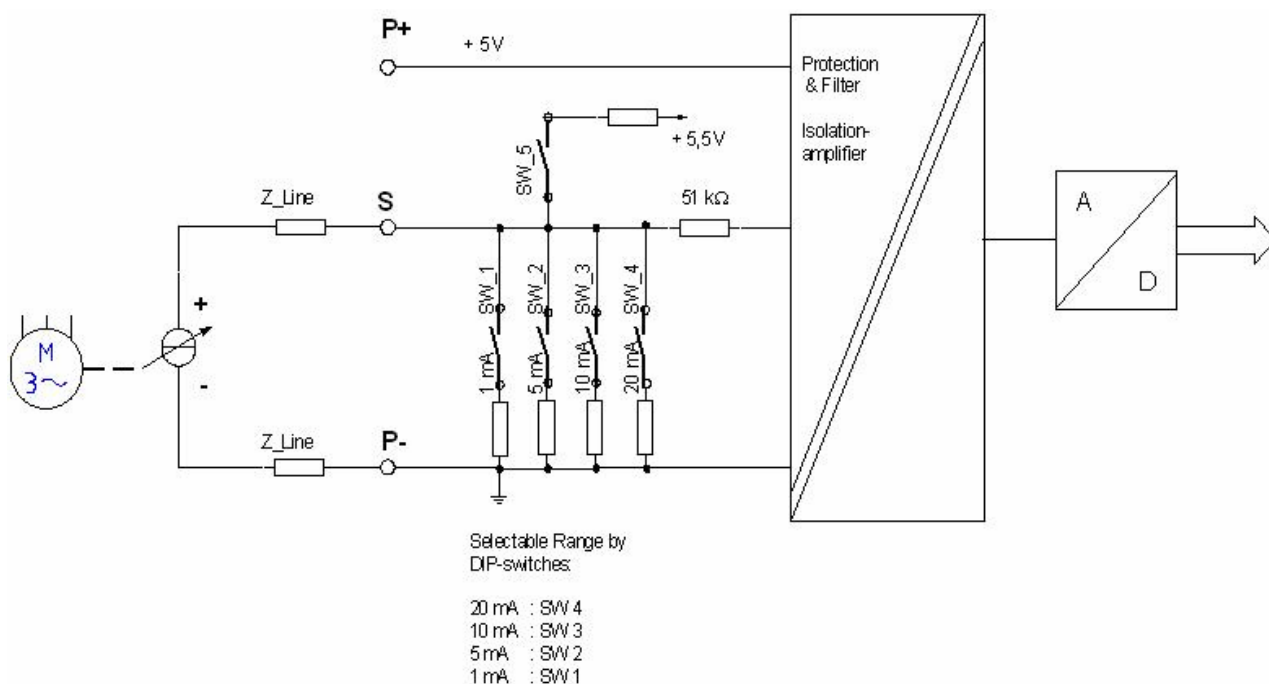 P+
+ 5V
Protection
& Filter
Isolation-
amplifier
+ 5,5V
SW_5
Z_Line
S
51 kΩ
A
D
SW_1
SW_2
SW_3
SW_4
1 mA
5 mA
10 mA
20 mA
+
-
M
3~
Z_Line
P-
Selectable Range by
DIP-switches:
20 mA : SW 4
10 mA : SW 3
5 mA : SW 2
1 mA : SW 1